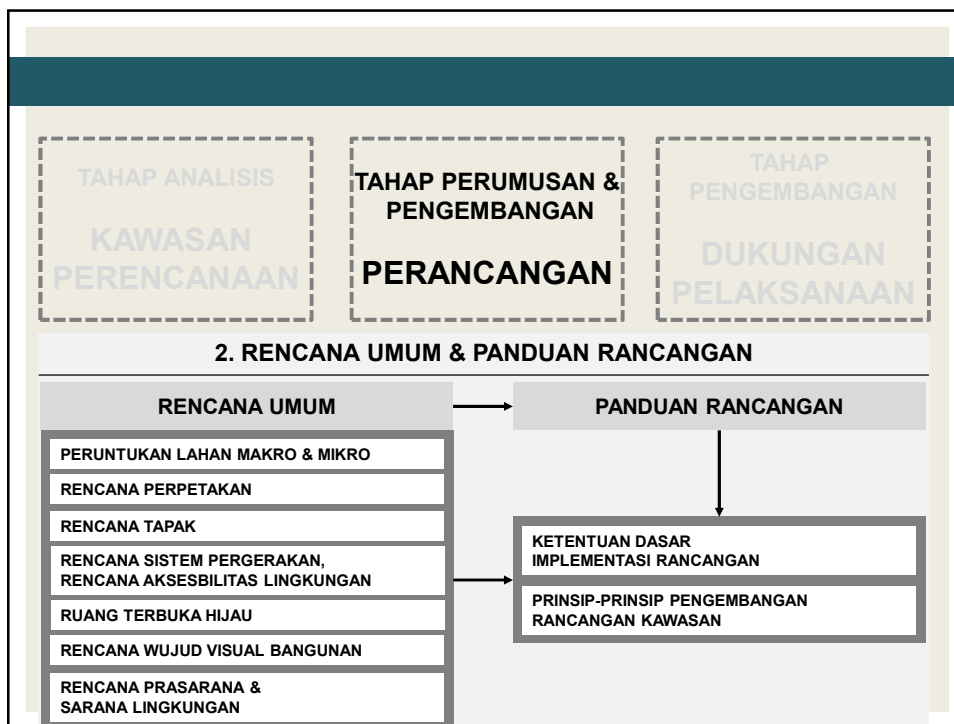 TAHAP ANALISIS
KAWASAN
PERENCANAAN
TAHAP PERUMUSAN &
PENGEMBANGAN
PERANCANGAN
TAHAP
PENGEMBANGAN
DUKUNGAN
PELAKSANAAN
2. RENCANA UMUM & PANDUAN RANCANGAN
RENCANA UMUM
PERUNTUKAN LAHAN MAKRO & MIKRO
RENCANA PERPETAKAN
RENCANA TAPAK
RENCANA SISTEM PERGERAKAN,
RENCANA AKSESBILITAS LINGKUNGAN
RUANG TERBUKA HIJAU
RENCANA WUJUD VISUAL BANGUNAN
RENCANA PRASARANA &
SARANA LINGKUNGAN
PANDUAN RANCANGAN
KETENTUAN DASAR
IMPLEMENTASI RANCANGAN
PRINSIP-PRINSIP PENGEMBANGAN
RANCANGAN KAWASAN